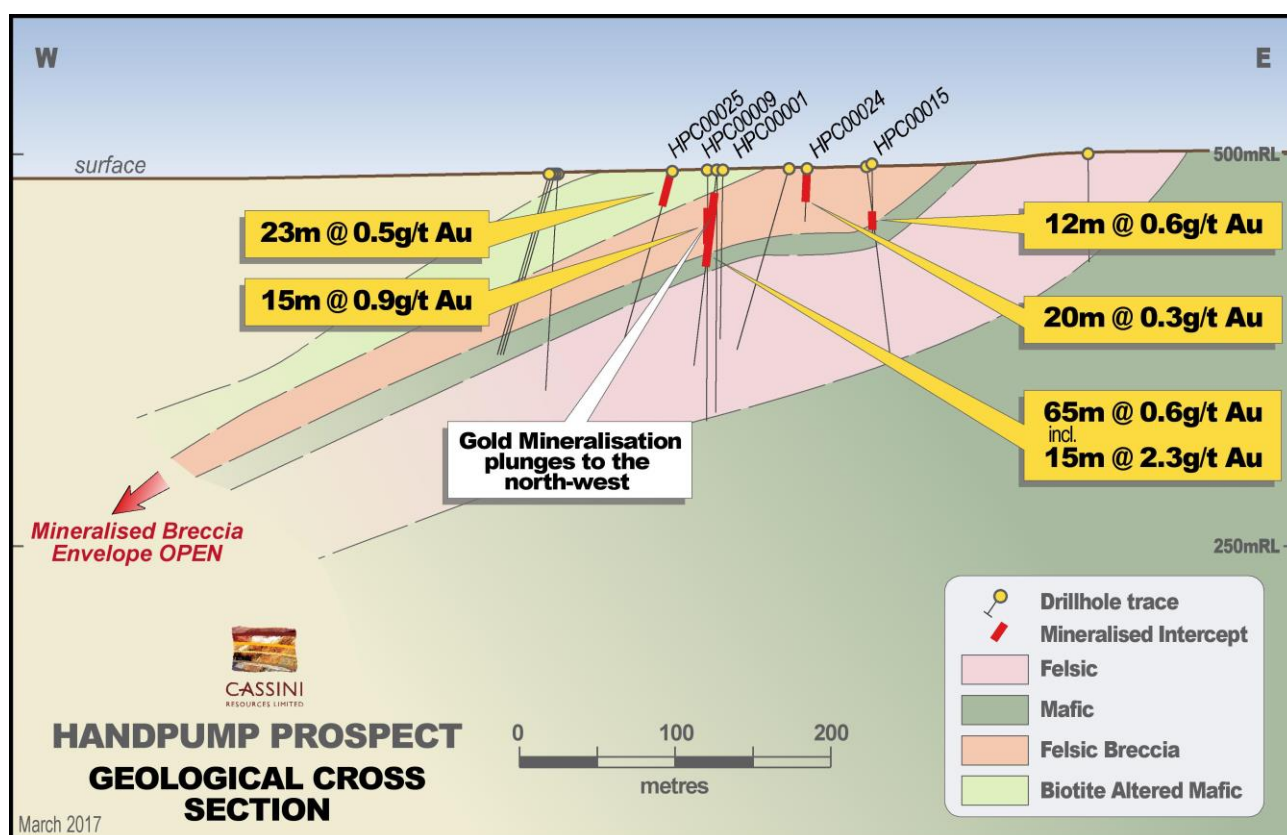 W
E
HPC00025
HPC00009
HPC00001
HPC00024
HPC00015
surface
500mRL
23m @ 0.5g/t Au
12m @ 0.6g/t Au
15m @ 0.9g/t Au
20m @ 0.3g/t Au
65m @ 0.6g/t Au
incl.
15m @ 2.3g/t Au
Gold Mineralisation
plunges to the
north-west
Mineralised Breccia
Envelope OPEN
250mRL
Drillhole trace
Mineralised Intercept
Felsic
Mafic
Felsic Breccia
Biotite Altered Mafic
CASSINI
RESOURCES LIMITED
HANDPUMP PROSPECT
GEOLOGICAL CROSS
SECTION
0 100 200
metres
March 2017